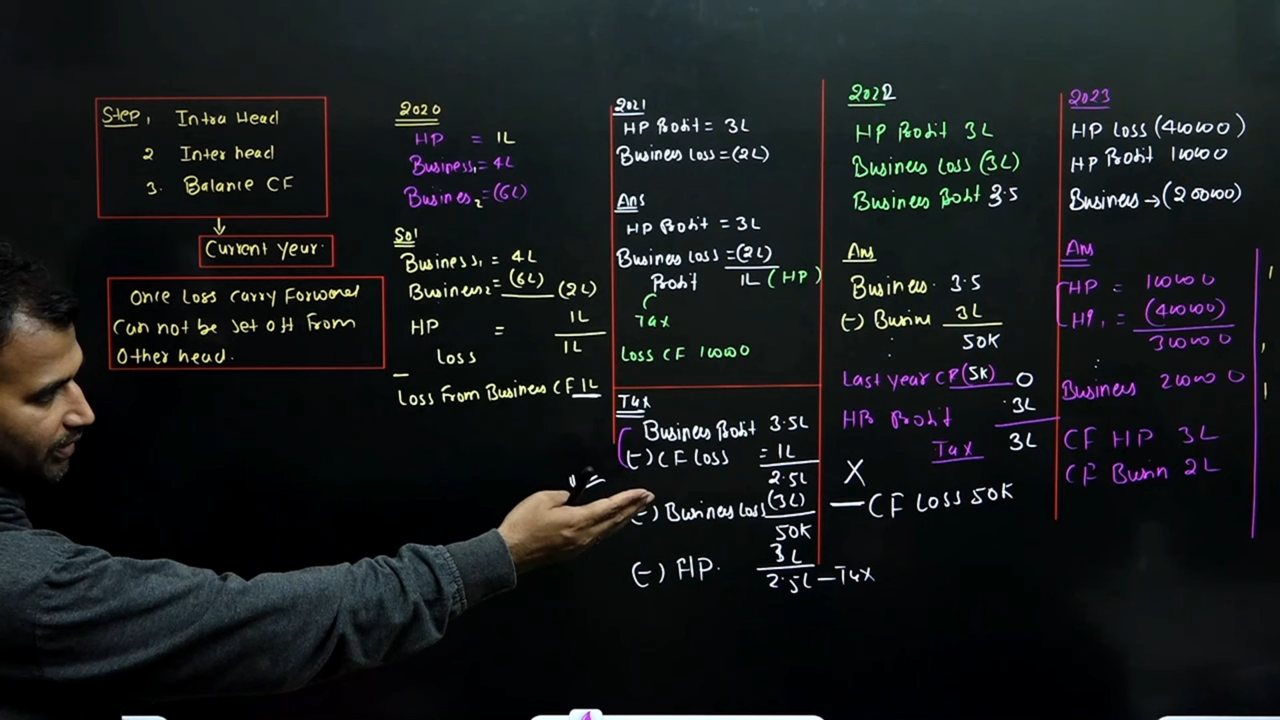 Step 1 Intra Head
2 Inter head
3. Balance CF
Current year.
Once Loss Carry Forward
Can not be set off From
Other head.
2020
HP = 1L
Business1 = 4L
Busines2 = (6L)
Sol
Business1 = 4L
Business2 = (6L) (2L)
HP = 1L
Loss 1L
Loss From Business CF 1L
2021
HP Profit = 3L
Business Loss = (2L)
Ans
HP Profit = 3L
Business Loss = (2L)
Profit 1L (HP)
Tax
Loss CF 10000
Tax
Business Profit 3.5L
(-) CF Loss = 1L
2.5L
(-) Business Loss (3L)
50K
(-) HP. 3L
2.5L - Tax
2022
HP Profit 3L
Business Loss (3L)
Business Profit 3.5
Ans
Business . 3.5
(-) Busine 3L
50K
Last year CF (5K) 0
HB Profit 3L
Tax 3L
X
— CF Loss 50K
2023
HP Loss (400000)
HP Profit 10000
Business → (200000)
Ans
HP = 10000
HP1 = (40000)
30000
Business 20000
CF HP 3L
CF Busin 2L